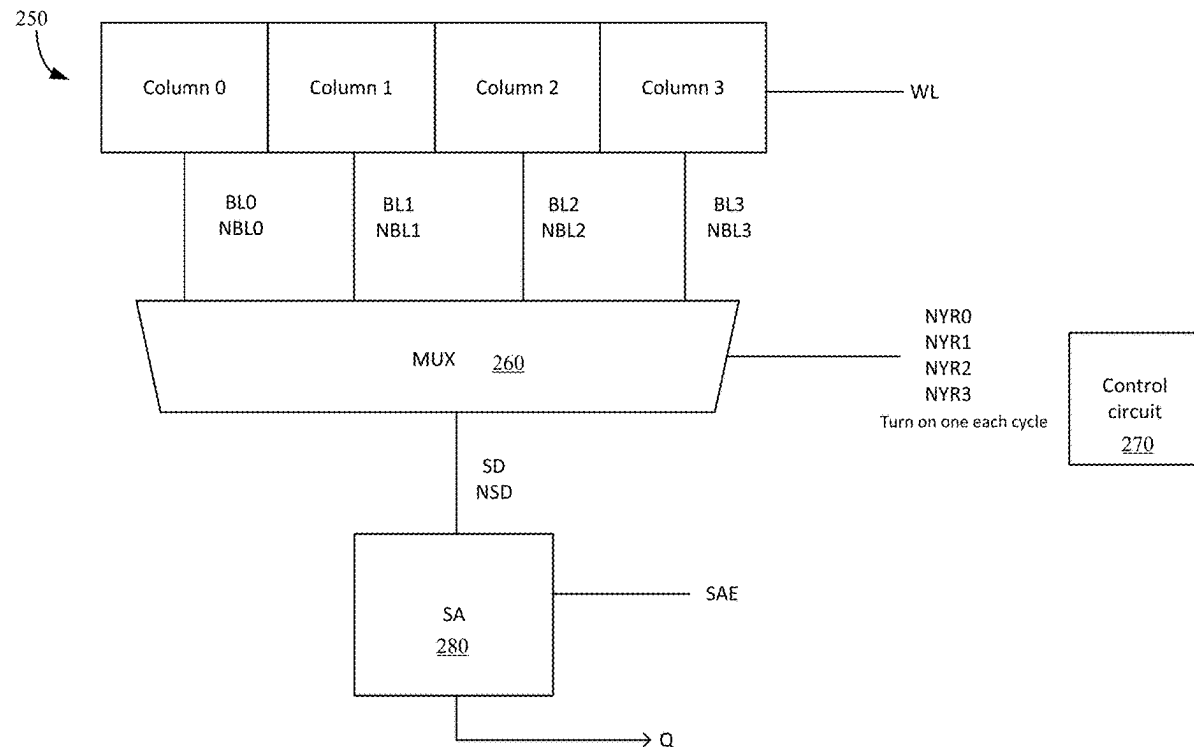 250
Column 0
Column 1
Column 2
Column 3
WL
BL0
NBL0
BL1
NBL1
BL2
NBL2
BL3
NBL3
MUX 260
NYR0
NYR1
NYR2
NYR3
Turn on one each cycle
Control
circuit
270
SD
NSD
SA
280
SAE
Q